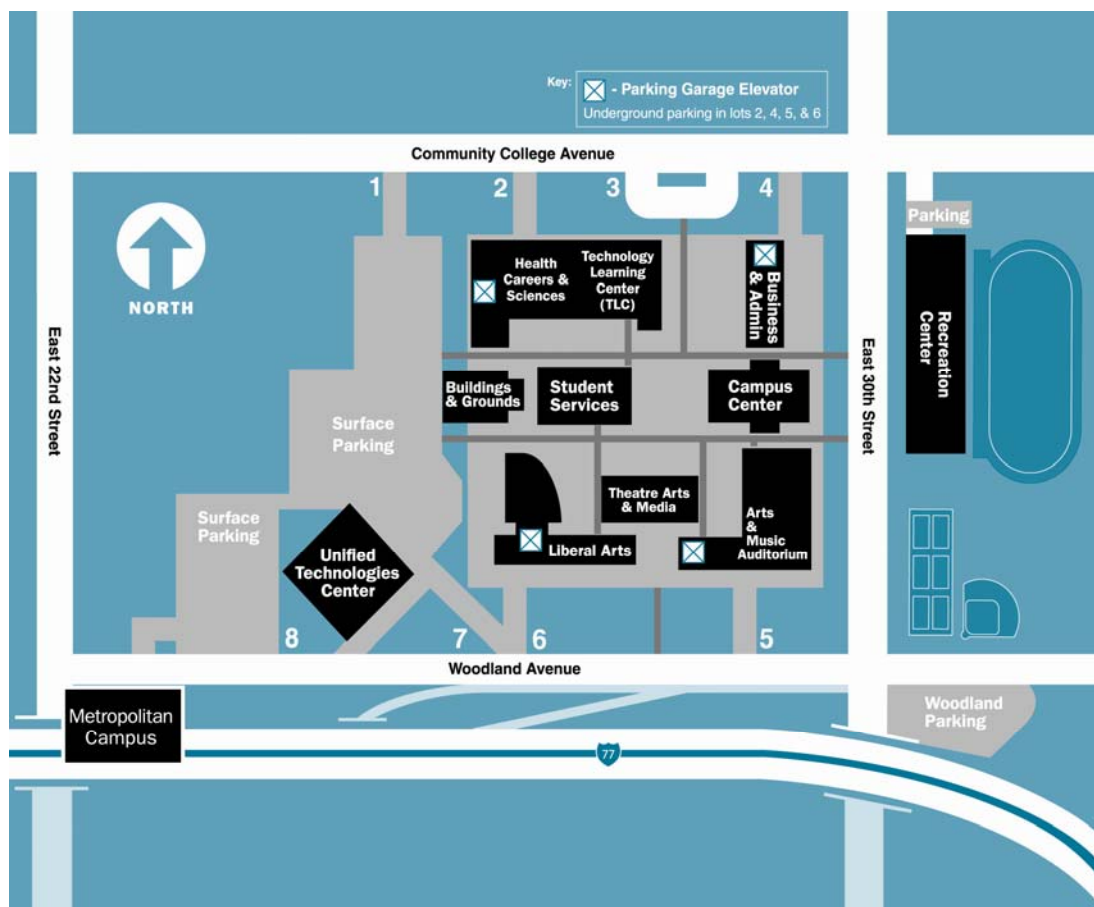 Key:
- Parking Garage Elevator
Underground parking in lots 2, 4, 5, & 6
Community College Avenue
1
2
3
4
NORTH
East 22nd Street
Health
Careers &
Sciences
Technology
Learning
Center
(TLC)
Business
& Admin
Parking
Recreation
Center
East 30th Street
Buildings
& Grounds
Student
Services
Campus
Center
Surface
Parking
Surface
Parking
Unified
Technologies
Center
Liberal Arts
Theatre Arts
& Media
Arts
&
Music
Auditorium
8
7
6
5
Woodland Avenue
Metropolitan
Campus
Woodland
Parking
77